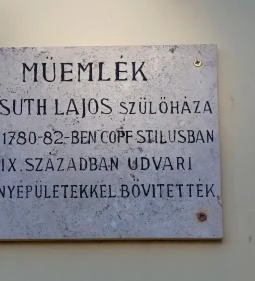 MŰEMLÉK
SUTH LAJOS SZÜLŐHÁZA
1780-82-BEN COPF STILUSBAN
IX. SZÁZADBAN UDVARI
NYÉPÜLETEKKEL BŐVITETTÉK